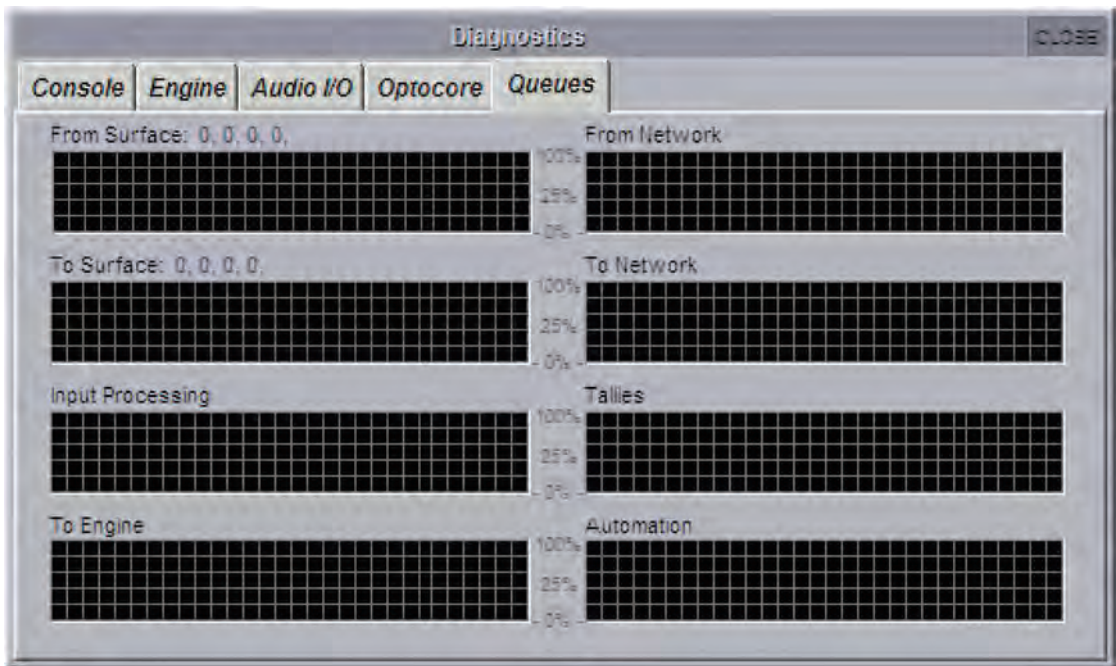 Diagnostics
CLOSE
Console
Engine
Audio I/O
Optocore
Queues
From Surface: 0, 0, 0, 0,
From Network
100%
25%
- 0% -
To Surface: 0, 0, 0, 0,
To Network
100%
25%
- 0% -
Input Processing
Tallies
100%
25%
- 0% -
To Engine
Automation
100%
25%
- 0% -